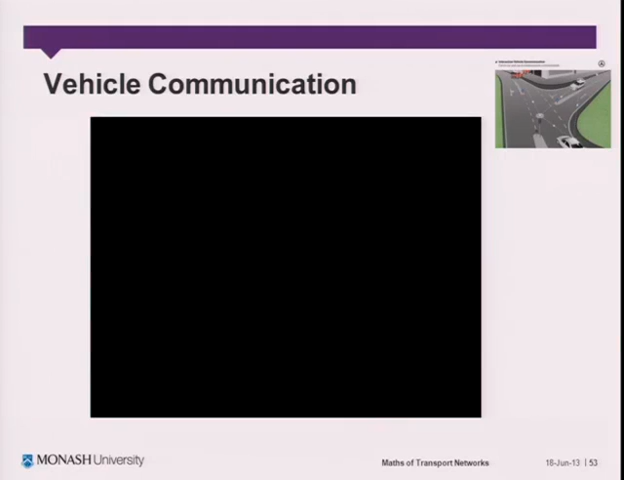 Vehicle Communication
MONASH University
Maths of Transport Networks
18-Jun-13 | 53